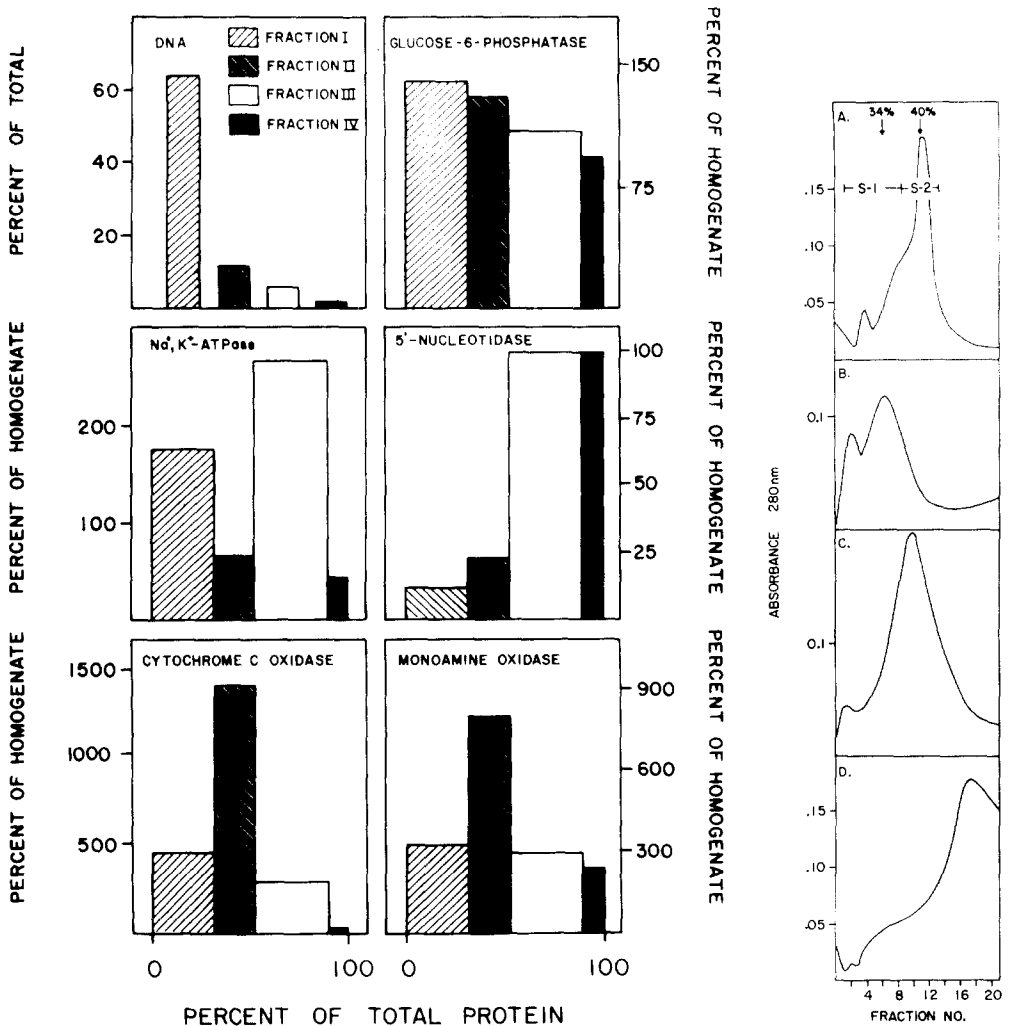 DNA
FRACTION I
FRACTION II
FRACTION III
FRACTION IV
PERCENT OF TOTAL
60
40
20
GLUCOSE-6-PHOSPHATASE
150
75
PERCENT OF HOMOGENATE
Na⁺, K⁺-ATPase
PERCENT OF HOMOGENATE
200
100
5'-NUCLEOTIDASE
100
75
50
25
PERCENT OF HOMOGENATE
CYTOCHROME C OXIDASE
PERCENT OF HOMOGENATE
1500
1000
500
0 100
MONOAMINE OXIDASE
900
600
300
PERCENT OF HOMOGENATE
0 100
PERCENT OF TOTAL PROTEIN
A.
34% 40%
S-1 S-2
.15
.10
.05
B.
0.1
C.
0.1
D.
.15
.10
.05
ABSORBANCE 280nm
4 8 12 16 20
FRACTION NO.